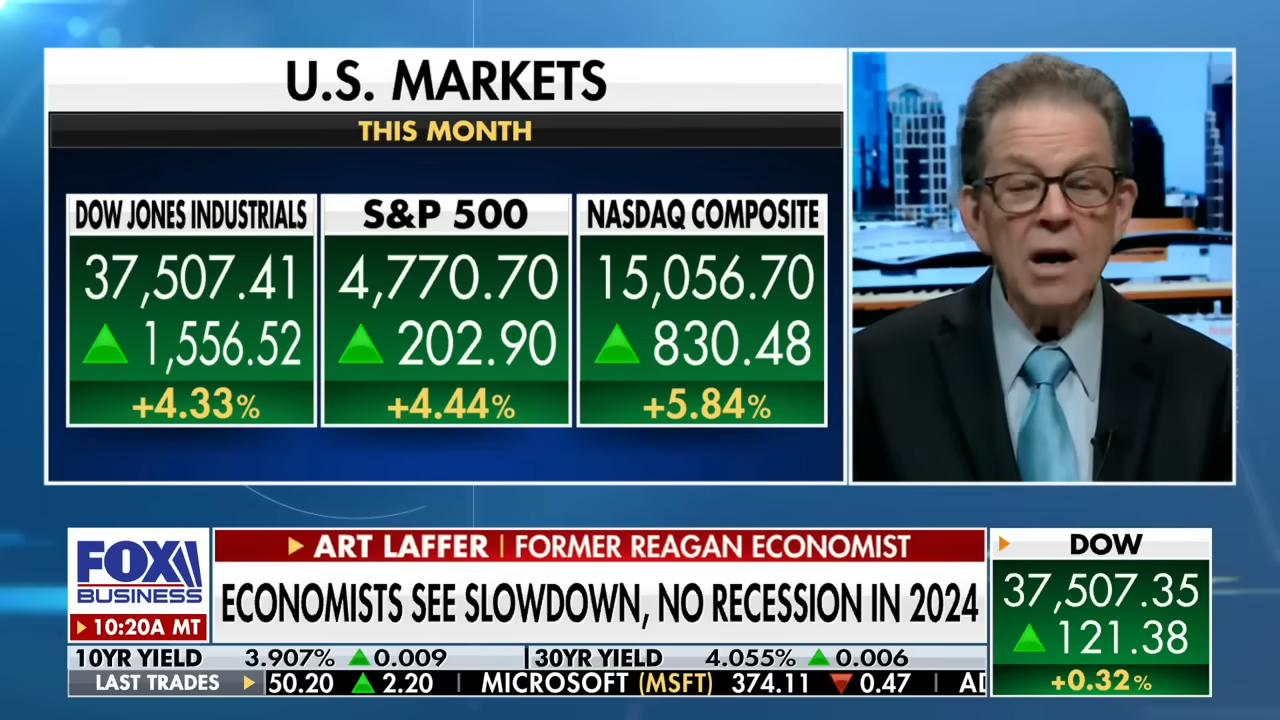 U.S. MARKETS
THIS MONTH
DOW JONES INDUSTRIALS
37,507.41
▲ 1,556.52
+4.33%
S&P 500
4,770.70
▲ 202.90
+4.44%
NASDAQ COMPOSITE
15,056.70
▲ 830.48
+5.84%
FOX
BUSINESS
10:20A MT
ART LAFFER | FORMER REAGAN ECONOMIST
ECONOMISTS SEE SLOWDOWN, NO RECESSION IN 2024
DOW
37,507.35
▲ 121.38
+0.32%
10YR YIELD 3.907% ▲ 0.009 | 30YR YIELD 4.055% ▲ 0.006
LAST TRADES 50.20 ▲ 2.20 | MICROSOFT (MSFT) 374.11 ▼ 0.47 |